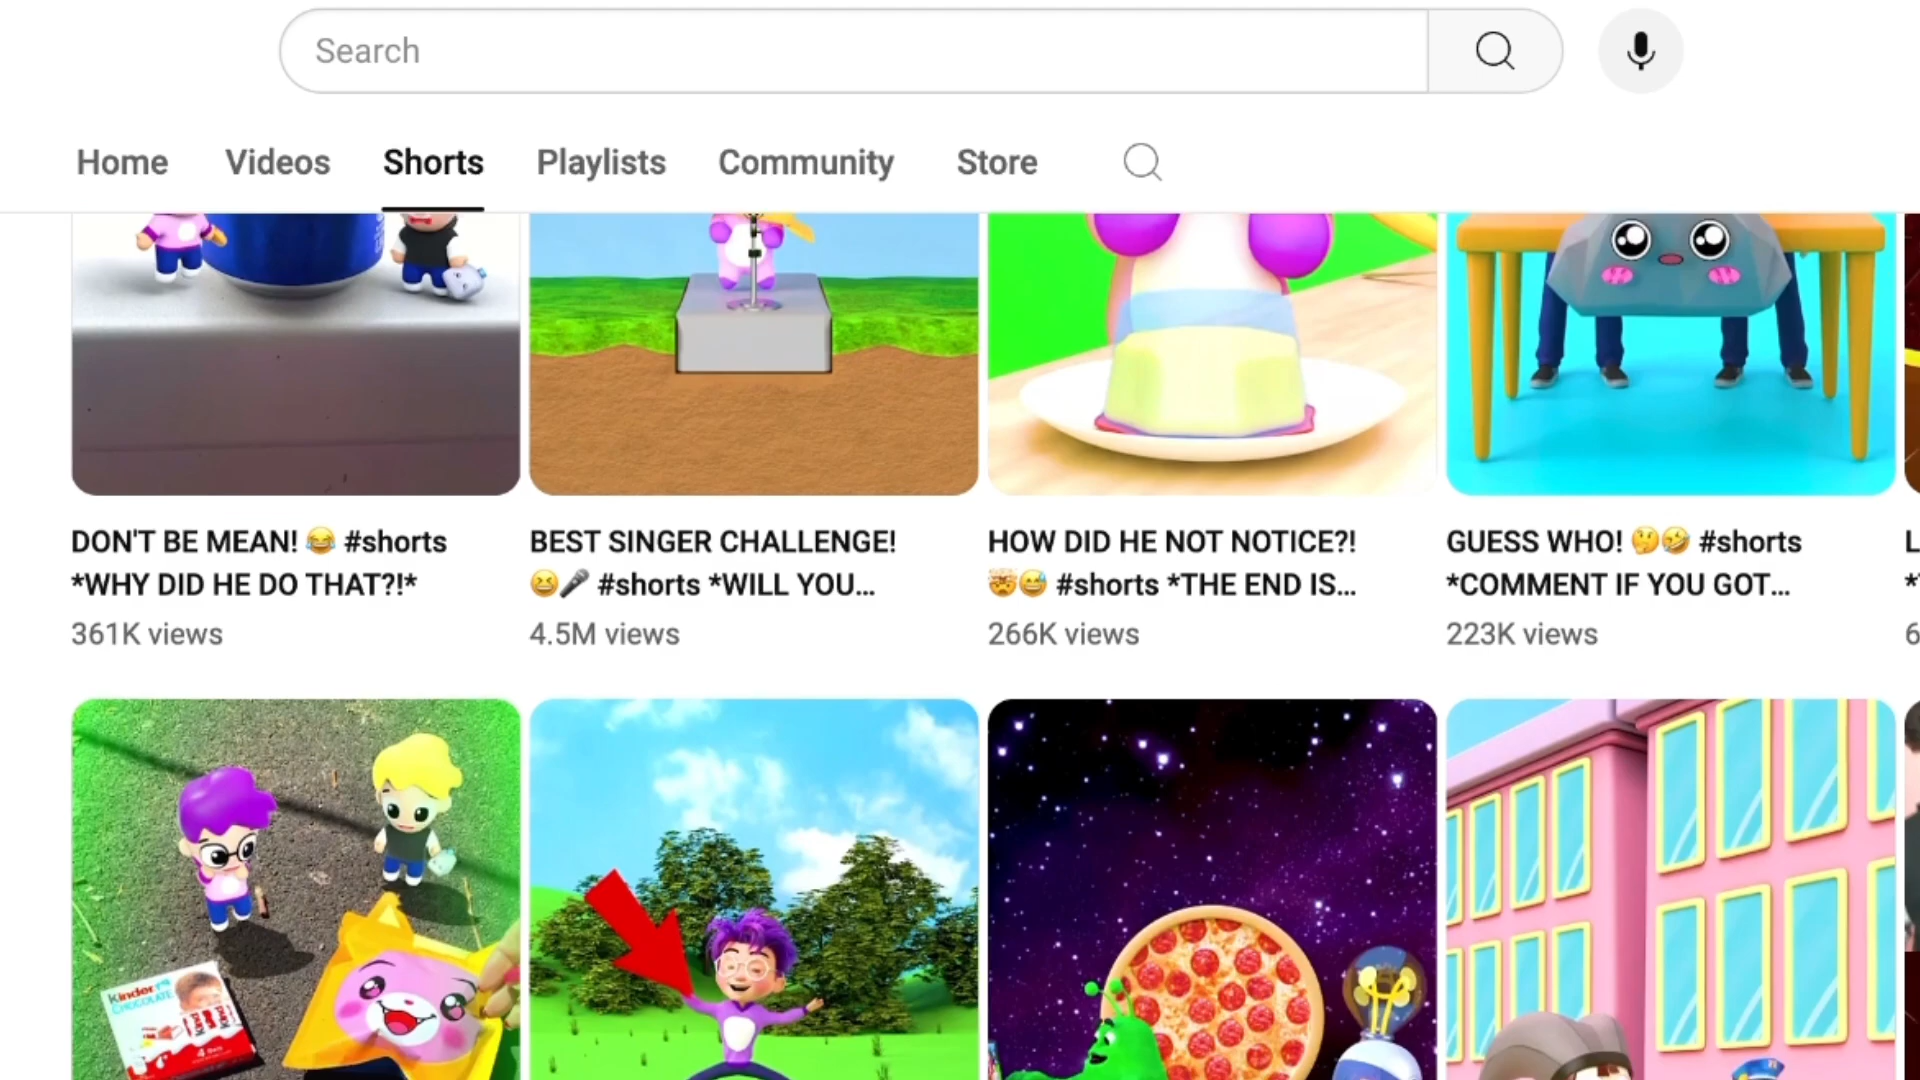 Search
Home Videos Shorts Playlists Community Store
DON'T BE MEAN! 😂 #shorts
*WHY DID HE DO THAT?!*
361K views
BEST SINGER CHALLENGE!
😆🎤 #shorts *WILL YOU...
4.5M views
HOW DID HE NOT NOTICE?!
🤯😅 #shorts *THE END IS...
266K views
GUESS WHO! 🤔🤣 #shorts
*COMMENT IF YOU GOT...
223K views
L
*
6
Kinder
CHOCOLATE